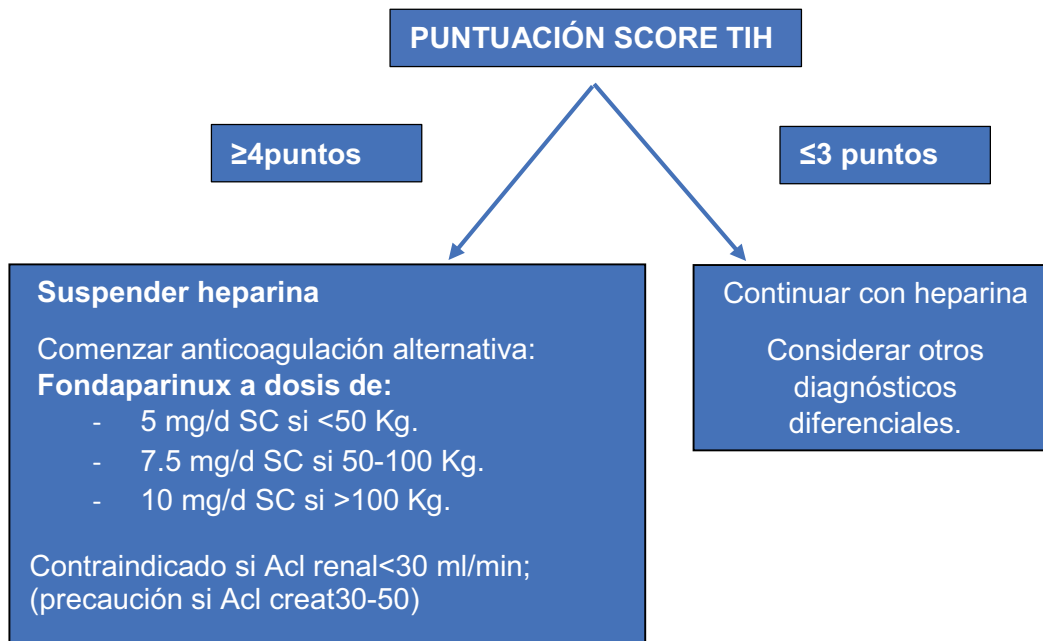 PUNTUACIÓN SCORE TIH
≥4puntos
≤3 puntos
Suspender heparina
Comenzar anticoagulación alternativa:
Fondaparinux a dosis de:
- 5 mg/d SC si <50 Kg.
- 7.5 mg/d SC si 50-100 Kg.
- 10 mg/d SC si >100 Kg.
Contraindicado si Acl renal<30 ml/min;
(precaución si Acl creat30-50)
Continuar con heparina
Considerar otros
diagnósticos
diferenciales.